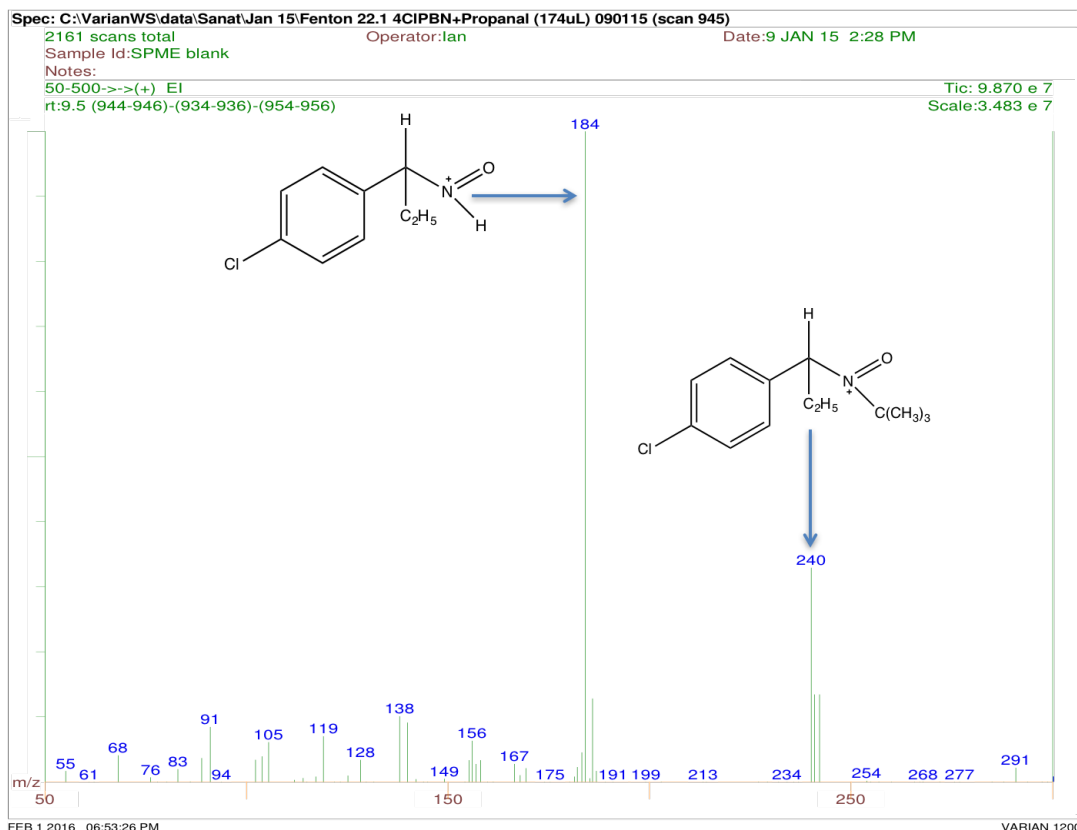 Spec: C:\VarianWS\data\Sanat\Jan 15\Fenton 22.1 4ClPBN+Propanal (174uL) 090115 (scan 945)
2161 scans total Operator:Ian Date:9 JAN 15 2:28 PM
Sample Id:SPME blank
Notes:
50-500->->(+) EI Tic: 9.870 e 7
rt:9.5 (944-946)-(934-936)-(954-956) Scale:3.483 e 7
184
H
O
N
+
C2H5
H
Cl
H
O
N
+
C2H5
C(CH3)3
Cl
240
55 61 68 76 83 91 94 105 119 128 138 149 156 167 175 191 199 213 234 254 268 277 291
m/z
50 150 250
FEB 1 2016 06:53:26 PM VARIAN 1200